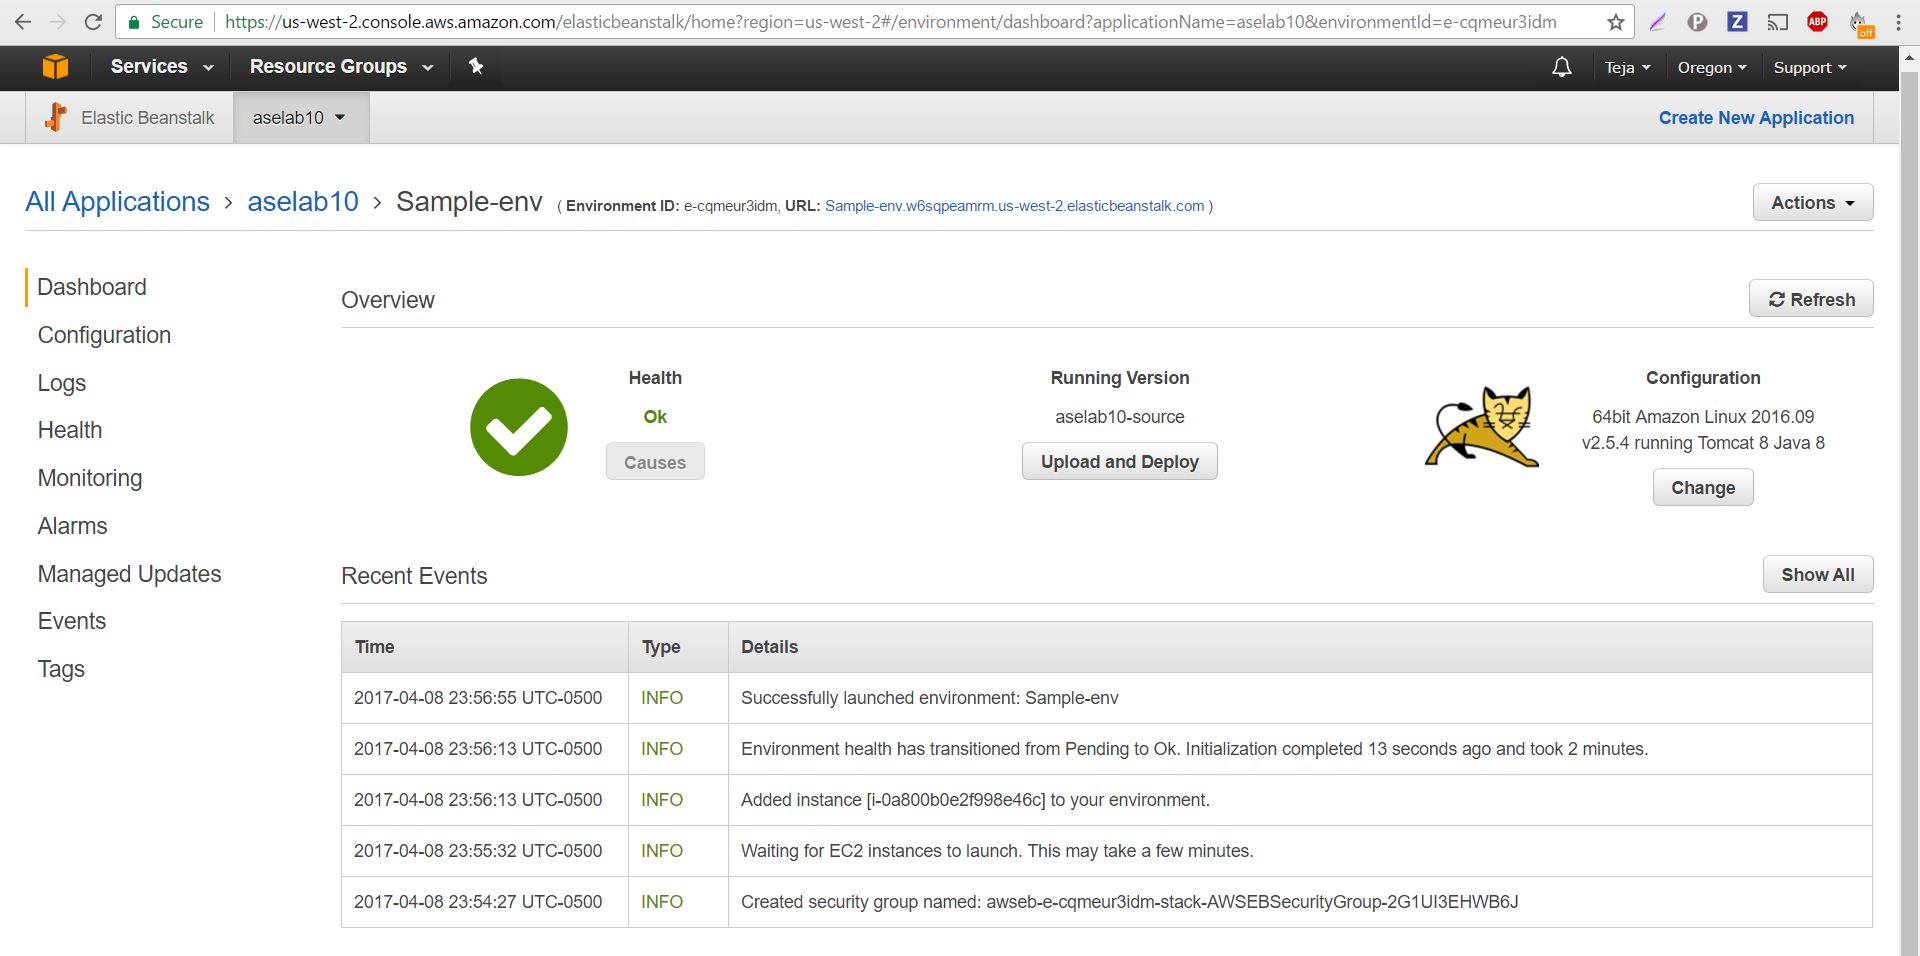 Secure https://us-west-2.console.aws.amazon.com/elasticbeanstalk/home?region=us-west-2#/environment/dashboard?applicationName=aselab10&environmentId=e-cqmeur3idm P Z ABP off
Services Resource Groups Teja Oregon Support
Elastic Beanstalk aselab10 Create New Application
All Applications > aselab10 > Sample-env ( Environment ID: e-cqmeur3idm, URL: Sample-env.w6sqpeamrm.us-west-2.elasticbeanstalk.com ) Actions
Dashboard
Configuration
Logs
Health
Monitoring
Alarms
Managed Updates
Events
Tags
Overview Refresh
Health
Ok
Causes
Running Version
aselab10-source
Upload and Deploy
Configuration
64bit Amazon Linux 2016.09
v2.5.4 running Tomcat 8 Java 8
Change
Recent Events Show All
Time Type Details
2017-04-08 23:56:55 UTC-0500 INFO Successfully launched environment: Sample-env
2017-04-08 23:56:13 UTC-0500 INFO Environment health has transitioned from Pending to Ok. Initialization completed 13 seconds ago and took 2 minutes.
2017-04-08 23:56:13 UTC-0500 INFO Added instance [i-0a800b0e2f998e46c] to your environment.
2017-04-08 23:55:32 UTC-0500 INFO Waiting for EC2 instances to launch. This may take a few minutes.
2017-04-08 23:54:27 UTC-0500 INFO Created security group named: awseb-e-cqmeur3idm-stack-AWSEBSecurityGroup-2G1UI3EHWB6J